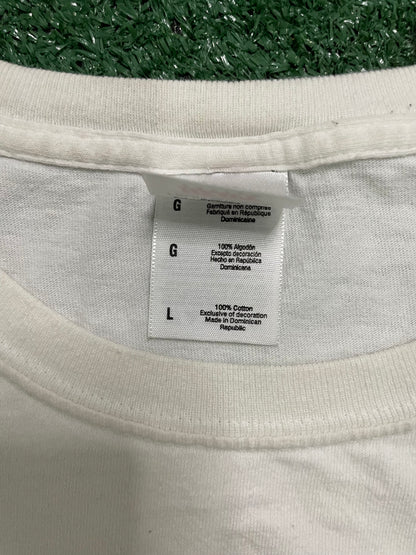 G
Garniture non comprise
Fabriqué en République
Dominicaine
G
100% Algodón
Excepto decoración
Hecho en República
Dominicana
L
100% Cotton
Exclusive of decoration
Made in Dominican
Republic